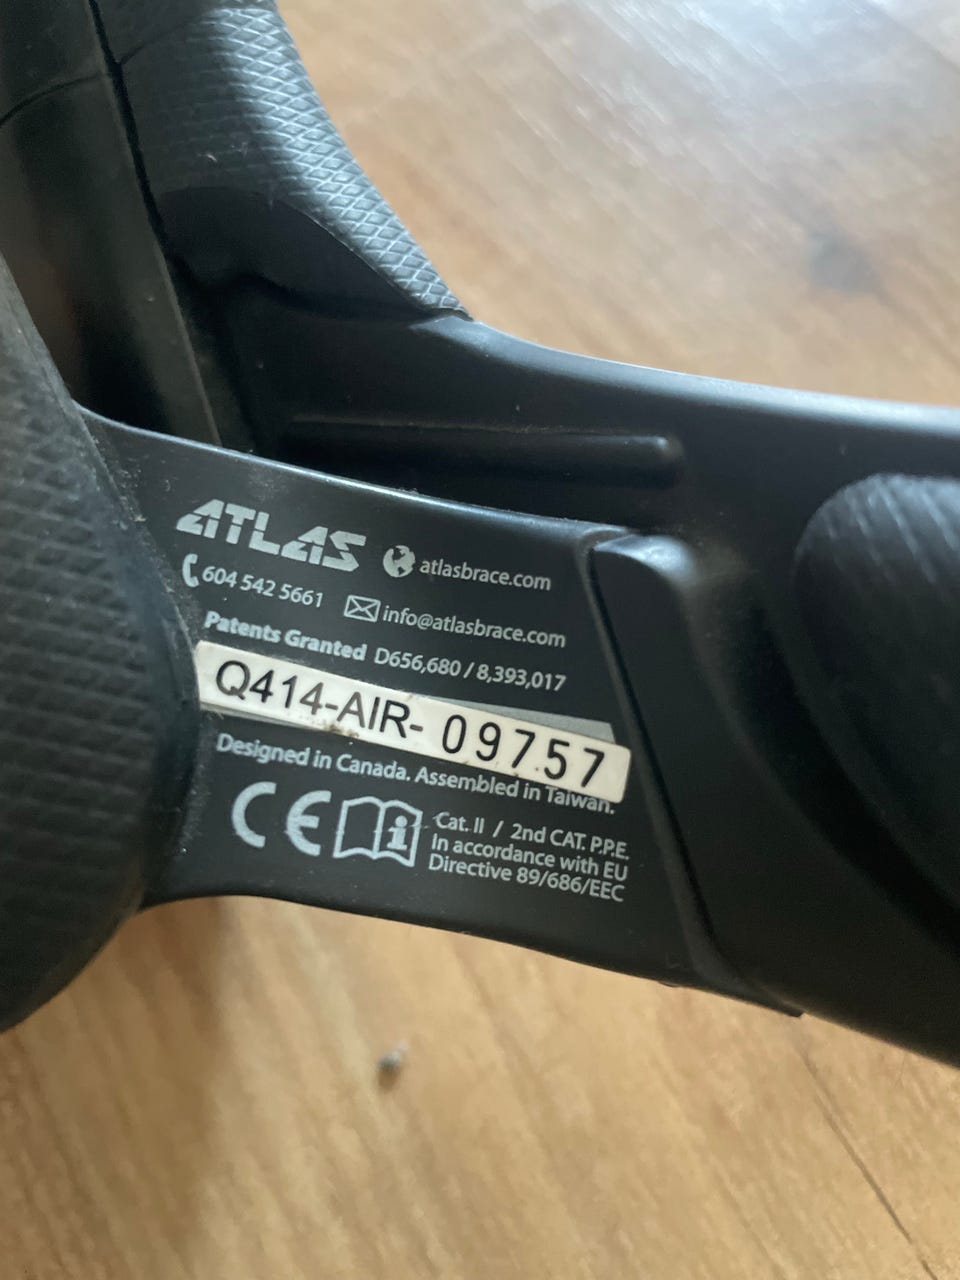 ATLAS atlasbrace.com
604 542 5661 info@atlasbrace.com
Patents Granted D656,680 / 8,393,017
Q414-AIR- 09757
Designed in Canada. Assembled in Taiwan.
CE i Cat. II / 2nd CAT. P.P.E.
In accordance with EU
Directive 89/686/EEC